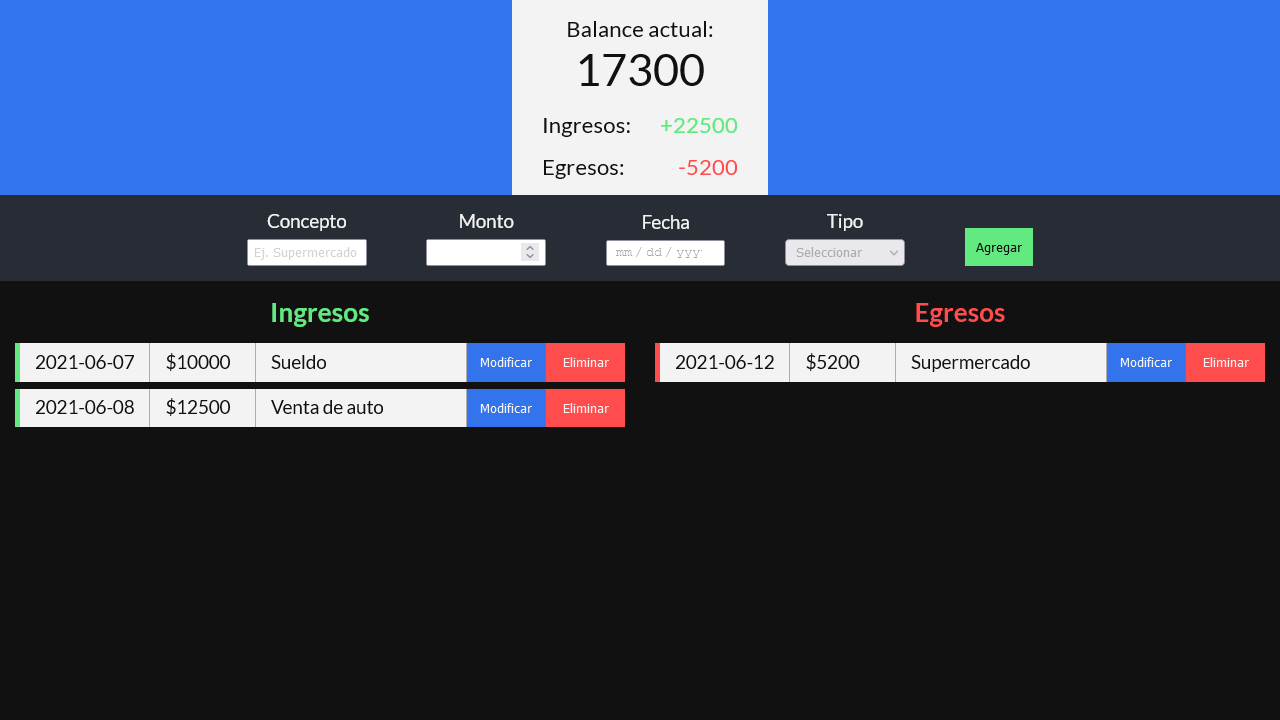 Balance actual:
17300
Ingresos: +22500
Egresos: -5200
Concepto Monto Fecha Tipo
Ej. Supermercado mm / dd / yyy Seleccionar Agregar
Ingresos
2021-06-07 $10000 Sueldo Modificar Eliminar
2021-06-08 $12500 Venta de auto Modificar Eliminar
Egresos
2021-06-12 $5200 Supermercado Modificar Eliminar